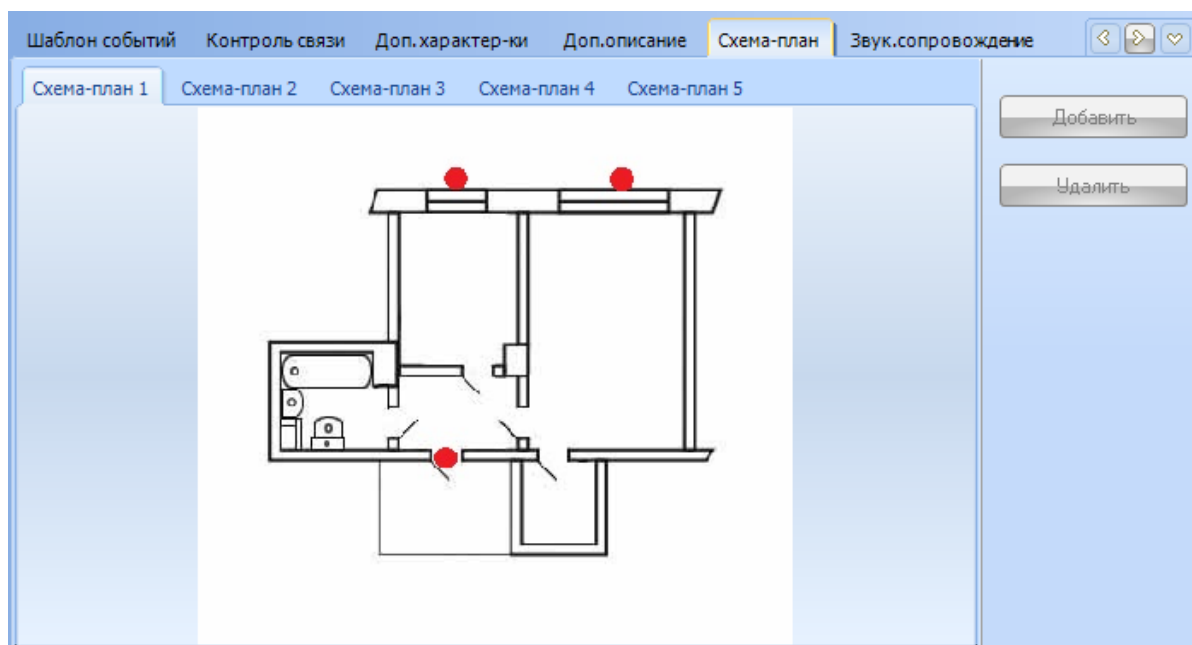 Шаблон событий Контроль связи Доп.характер-ки Доп.описание Схема-план Звук.сопровождение
Схема-план 1 Схема-план 2 Схема-план 3 Схема-план 4 Схема-план 5
Добавить
Удалить